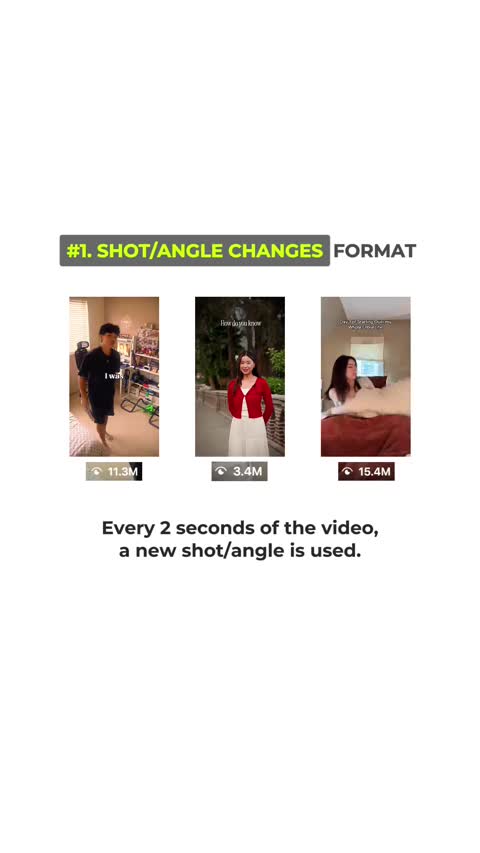 #1. SHOT/ANGLE CHANGES FORMAT
I was
How do you know
11.3M
3.4M
15.4M
Every 2 seconds of the video,
a new shot/angle is used.